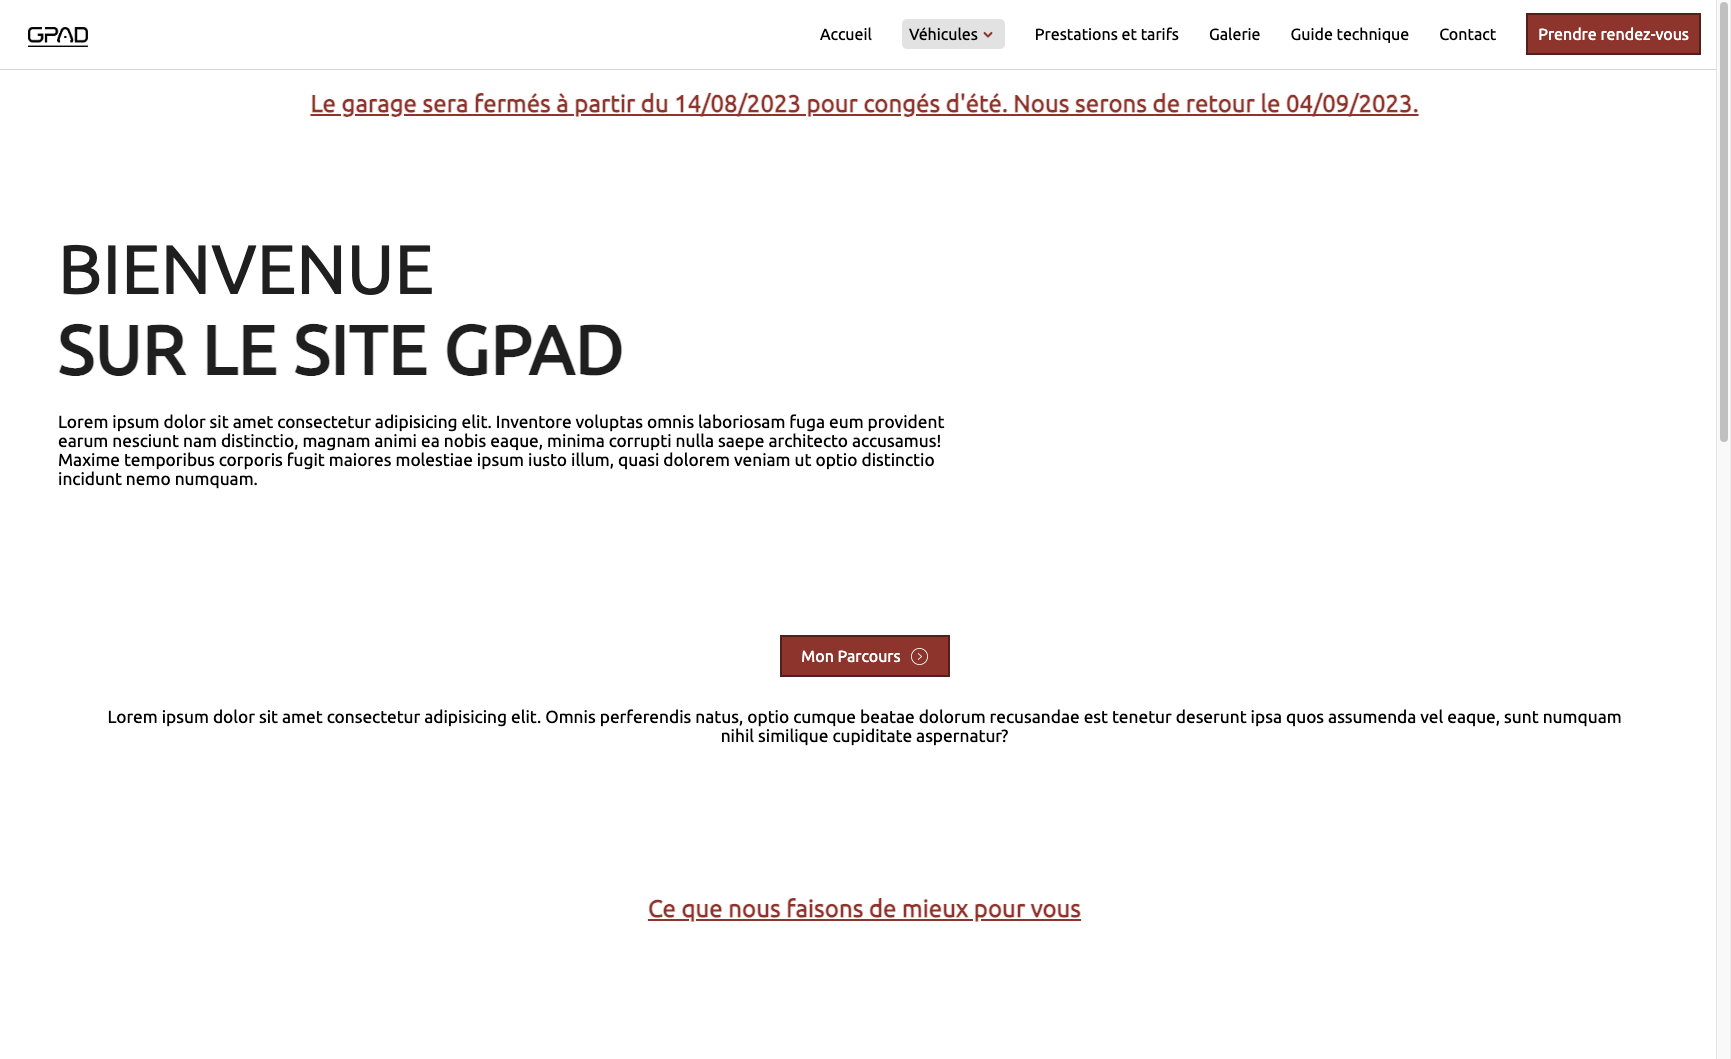 GPAD
Accueil
Véhicules
Prestations et tarifs
Galerie
Guide technique
Contact
Prendre rendez-vous
Le garage sera fermés à partir du 14/08/2023 pour congés d'été. Nous serons de retour le 04/09/2023.
BIENVENUE
SUR LE SITE GPAD
Lorem ipsum dolor sit amet consectetur adipisicing elit. Inventore voluptas omnis laboriosam fuga eum provident
earum nesciunt nam distinctio, magnam animi ea nobis eaque, minima corrupti nulla saepe architecto accusamus!
Maxime temporibus corporis fugit maiores molestiae ipsum iusto illum, quasi dolorem veniam ut optio distinctio
incidunt nemo numquam.
Mon Parcours
Lorem ipsum dolor sit amet consectetur adipisicing elit. Omnis perferendis natus, optio cumque beatae dolorum recusandae est tenetur deserunt ipsa quos assumenda vel eaque, sunt numquam
nihil similique cupiditate aspernatur?
Ce que nous faisons de mieux pour vous